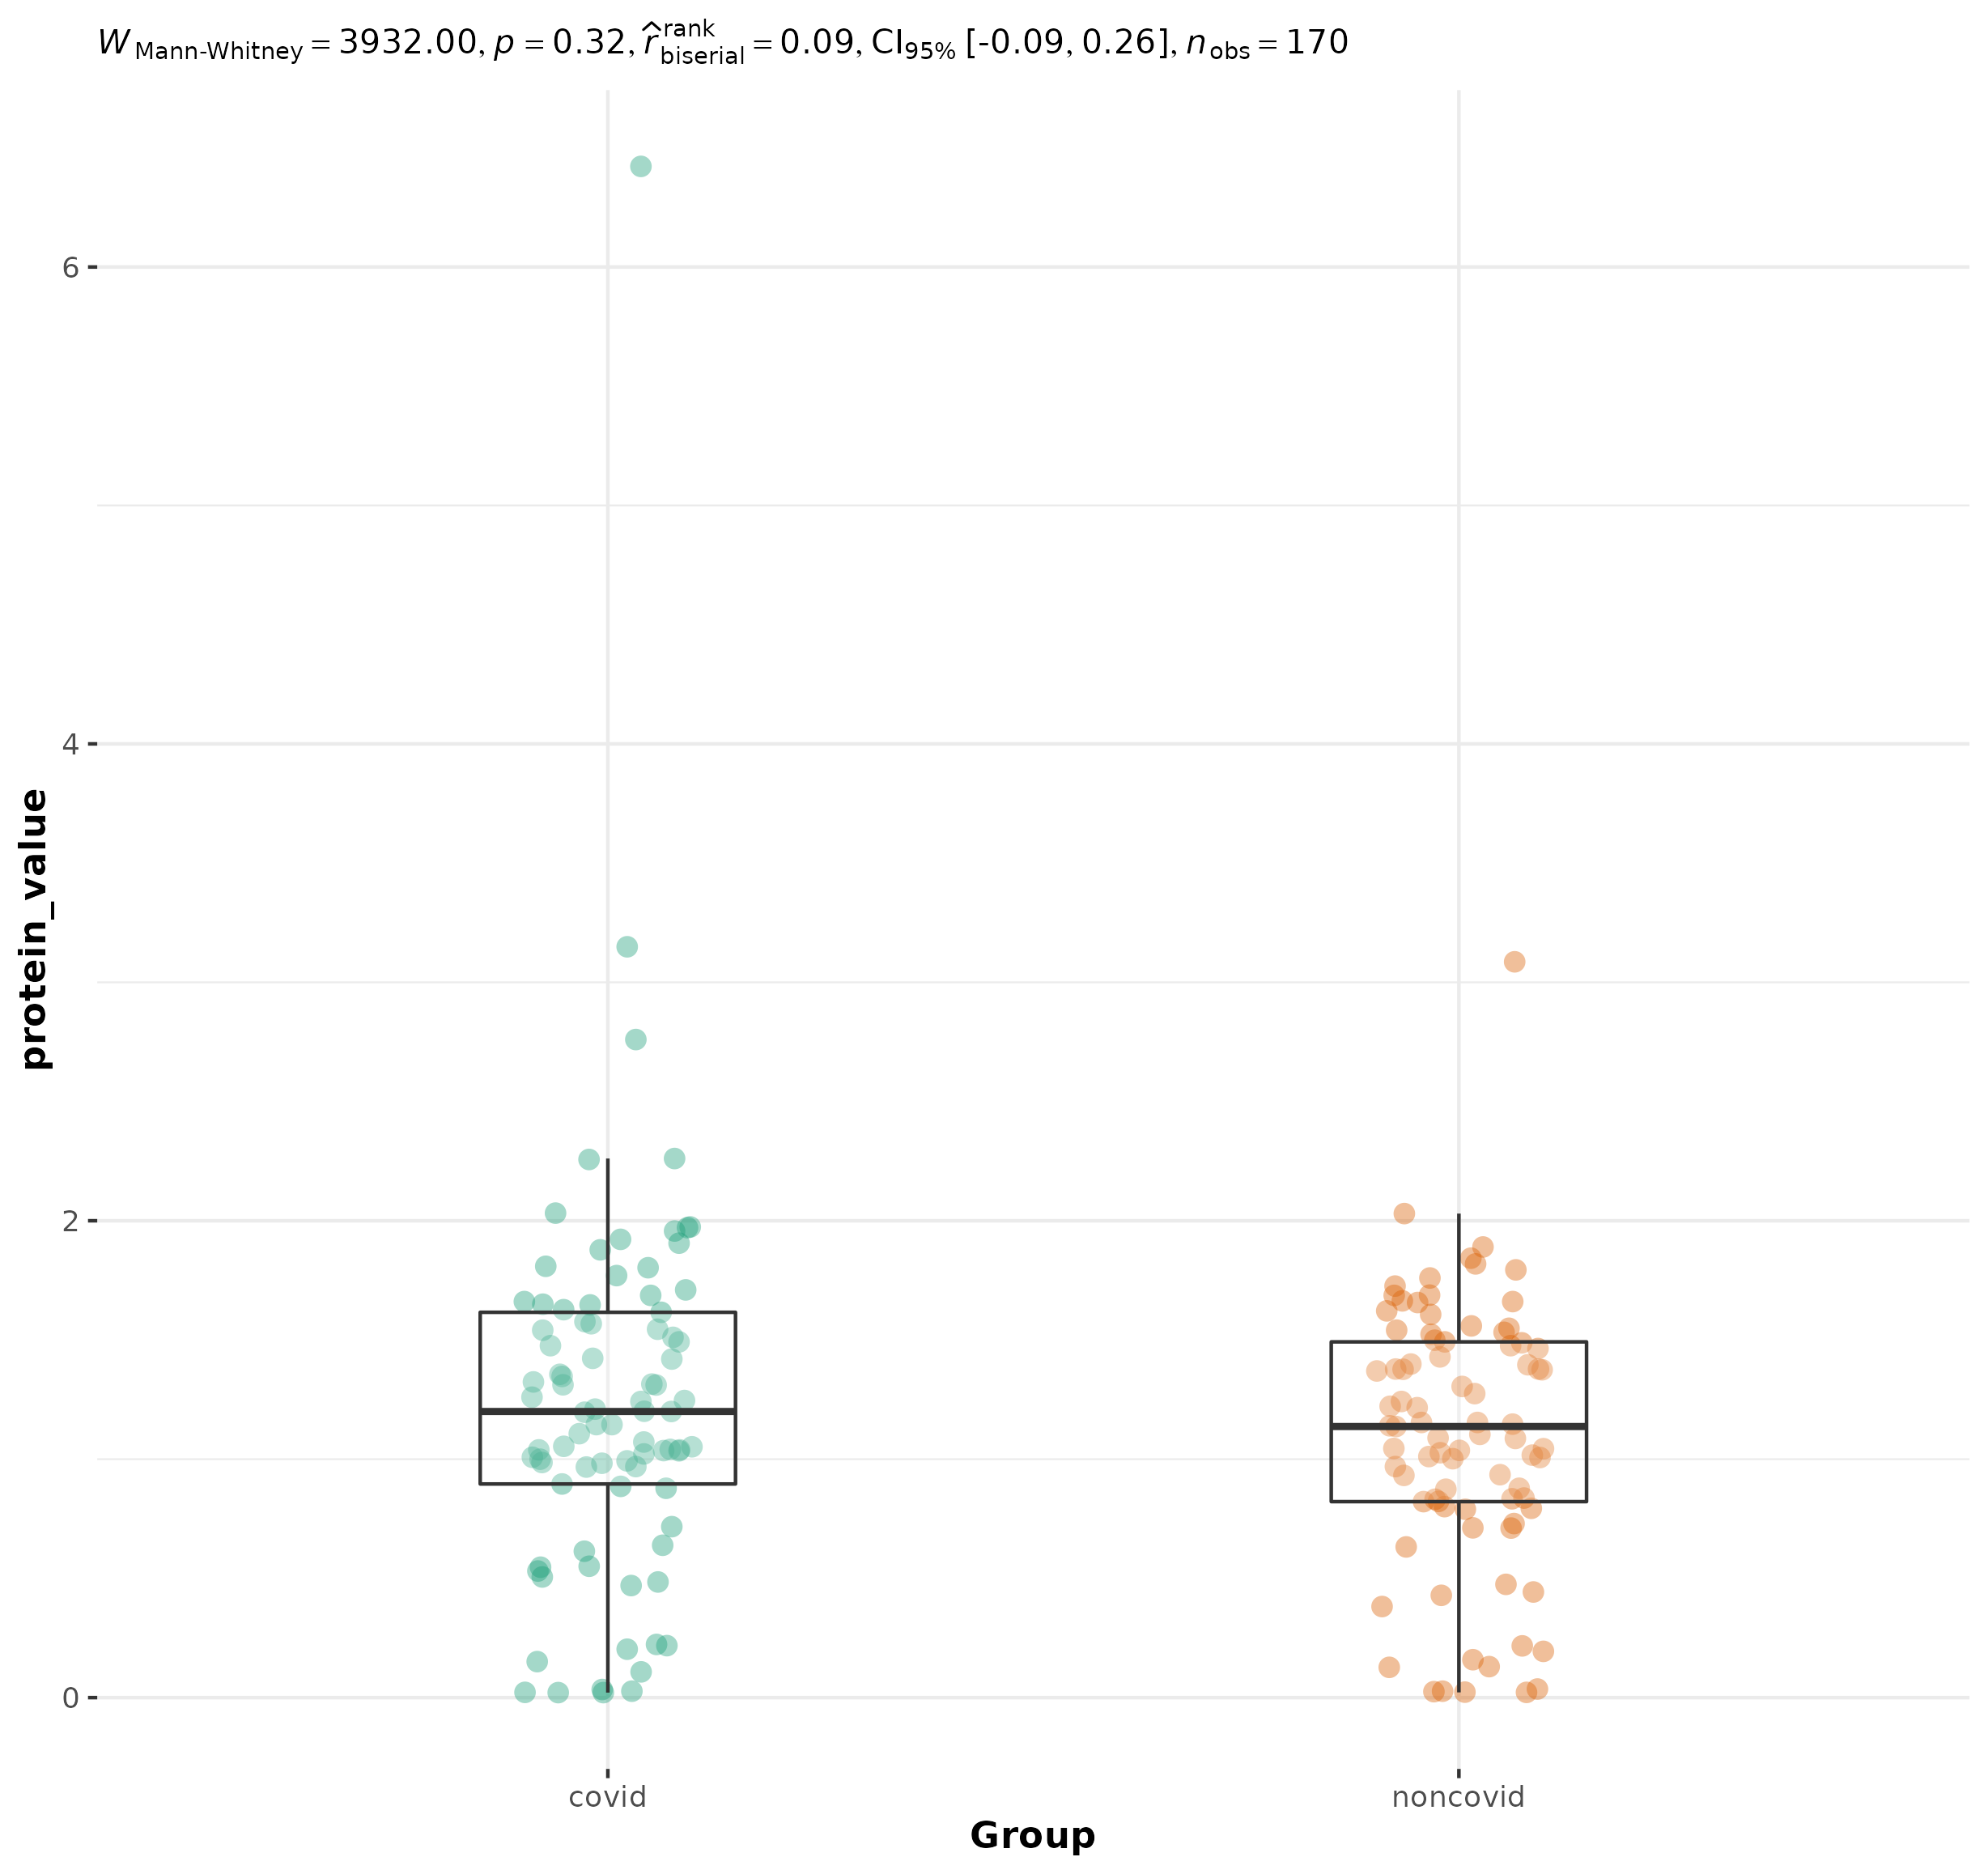 W Mann-Whitney = 3932.00, p = 0.32, r̂ rank biserial = 0.09, CI95% [-0.09, 0.26], nobs = 170
6
4
2
0
protein_value
covid noncovid
Group